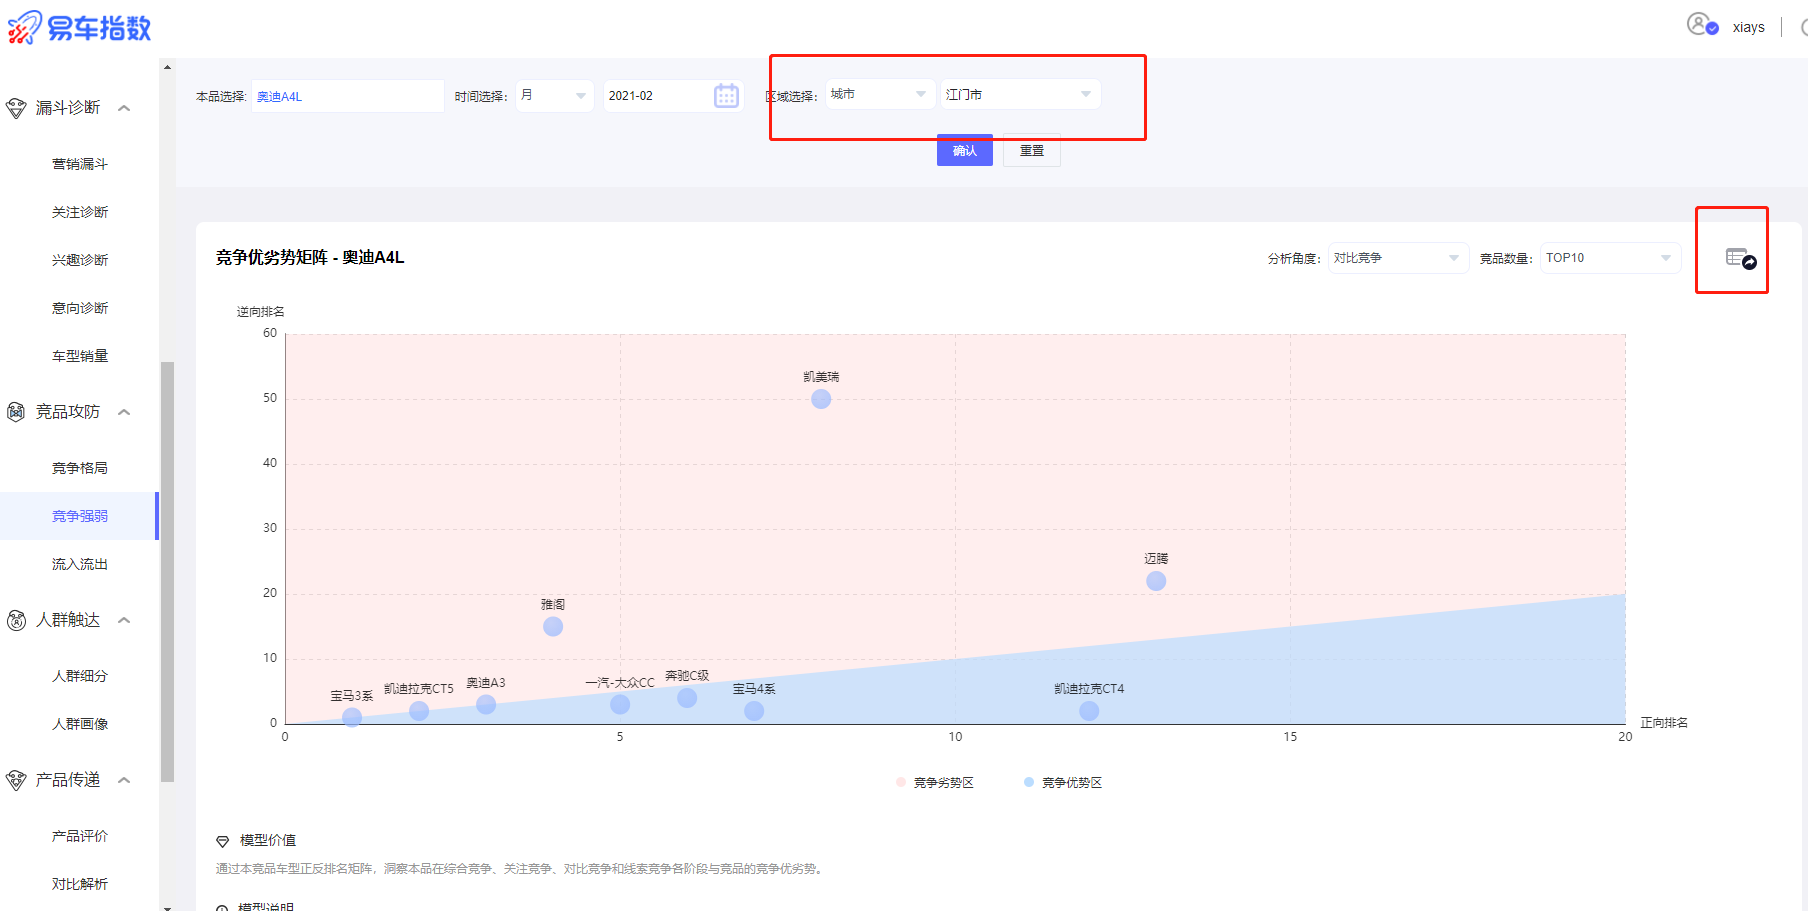 易车指数
xiays
漏斗诊断
营销漏斗
关注诊断
兴趣诊断
意向诊断
车型销量
竞品攻防
竞争格局
竞争强弱
流入流出
人群触达
人群细分
人群画像
产品传递
产品评价
对比解析
本品选择: 奥迪A4L 时间选择: 月 2021-02 区域选择: 城市 江门市
确认 重置
竞争优劣势矩阵 - 奥迪A4L 分析角度: 对比竞争 竞品数量: TOP10
逆向排名
60
50
40
30
20
10
0
凯美瑞
迈腾
雅阁
宝马3系 凯迪拉克CT5 奥迪A3 一汽-大众CC 奔驰C级 宝马4系 凯迪拉克CT4
正向排名
0 5 10 15 20
竞争劣势区 竞争优势区
模型价值
通过本竞品车型正反排名矩阵，洞察本品在综合竞争、关注竞争、对比竞争和线索竞争各阶段与竞品的竞争优劣势。
模型说明